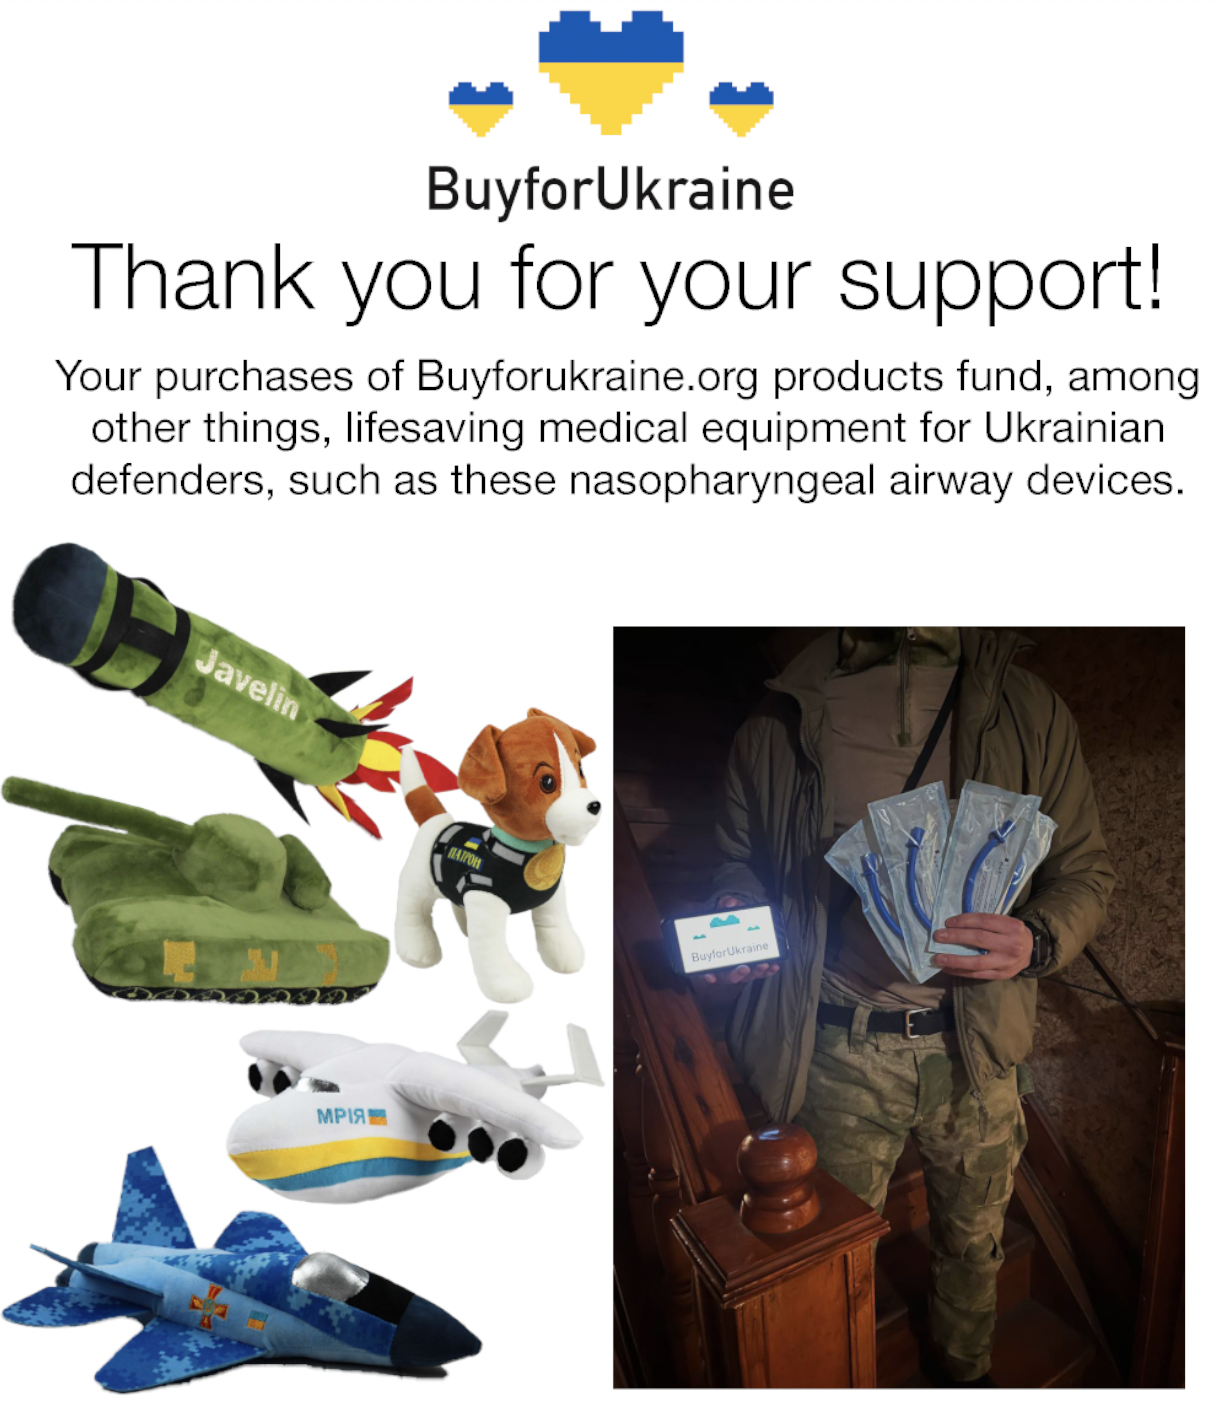 BuyforUkraine
Thank you for your support!
Your purchases of Buyforukraine.org products fund, among
other things, lifesaving medical equipment for Ukrainian
defenders, such as these nasopharyngeal airway devices.
Javelin
ПАТРОН
МРІЯ
BuyforUkraine